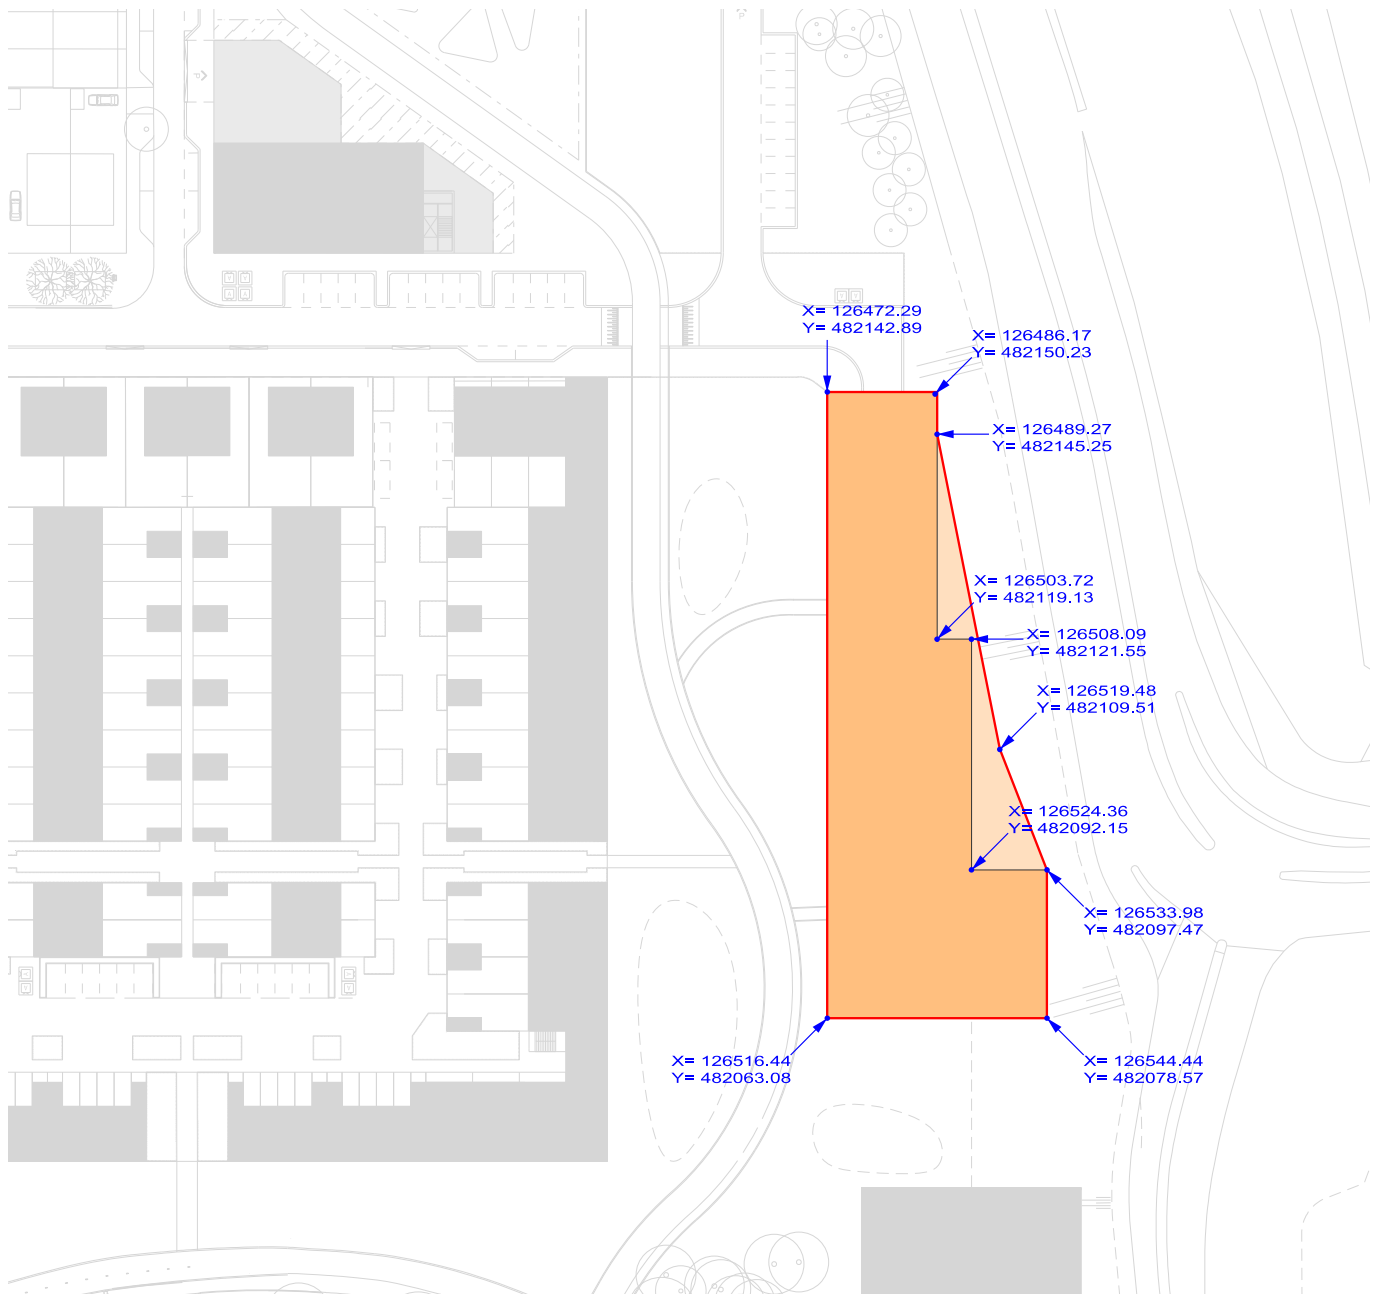 X= 126472.29
Y= 482142.89
X= 126486.17
Y= 482150.23
X= 126489.27
Y= 482145.25
X= 126503.72
Y= 482119.13
X= 126508.09
Y= 482121.55
X= 126519.48
Y= 482109.51
X= 126524.36
Y= 482092.15
X= 126533.98
Y= 482097.47
X= 126516.44
Y= 482063.08
X= 126544.44
Y= 482078.57